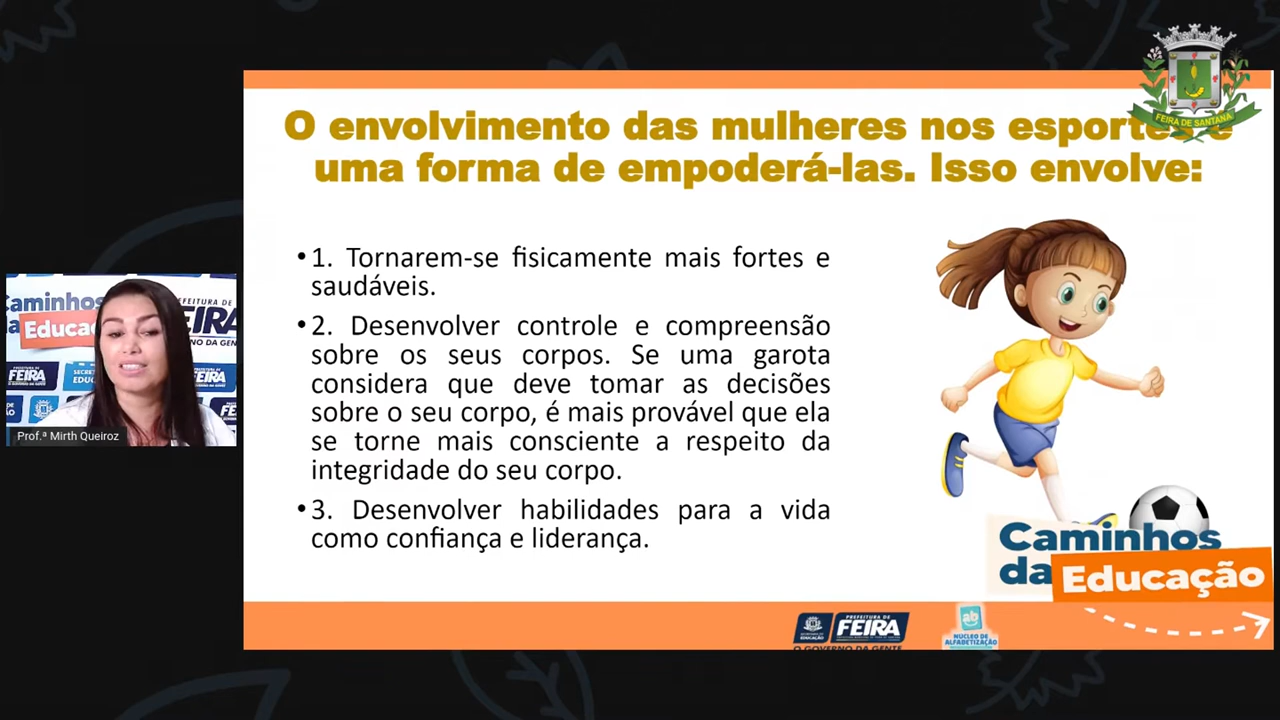 FEIRA DE SANTANA
O envolvimento das mulheres nos esportes é
uma forma de empoderá-las. Isso envolve:
•1. Tornarem-se fisicamente mais fortes e
saudáveis.
•2. Desenvolver controle e compreensão
sobre os seus corpos. Se uma garota
considera que deve tomar as decisões
sobre o seu corpo, é mais provável que ela
se torne mais consciente a respeito da
integridade do seu corpo.
•3. Desenvolver habilidades para a vida
como confiança e liderança.
Prof.ª Mirth Queiroz
Caminhos
da Educação
PREFEITURA DE
FEIRA
O GOVERNO DA GENTE
SECRETARIA DE
EDUCAÇÃO
NÚCLEO DE
ALFABETIZAÇÃO